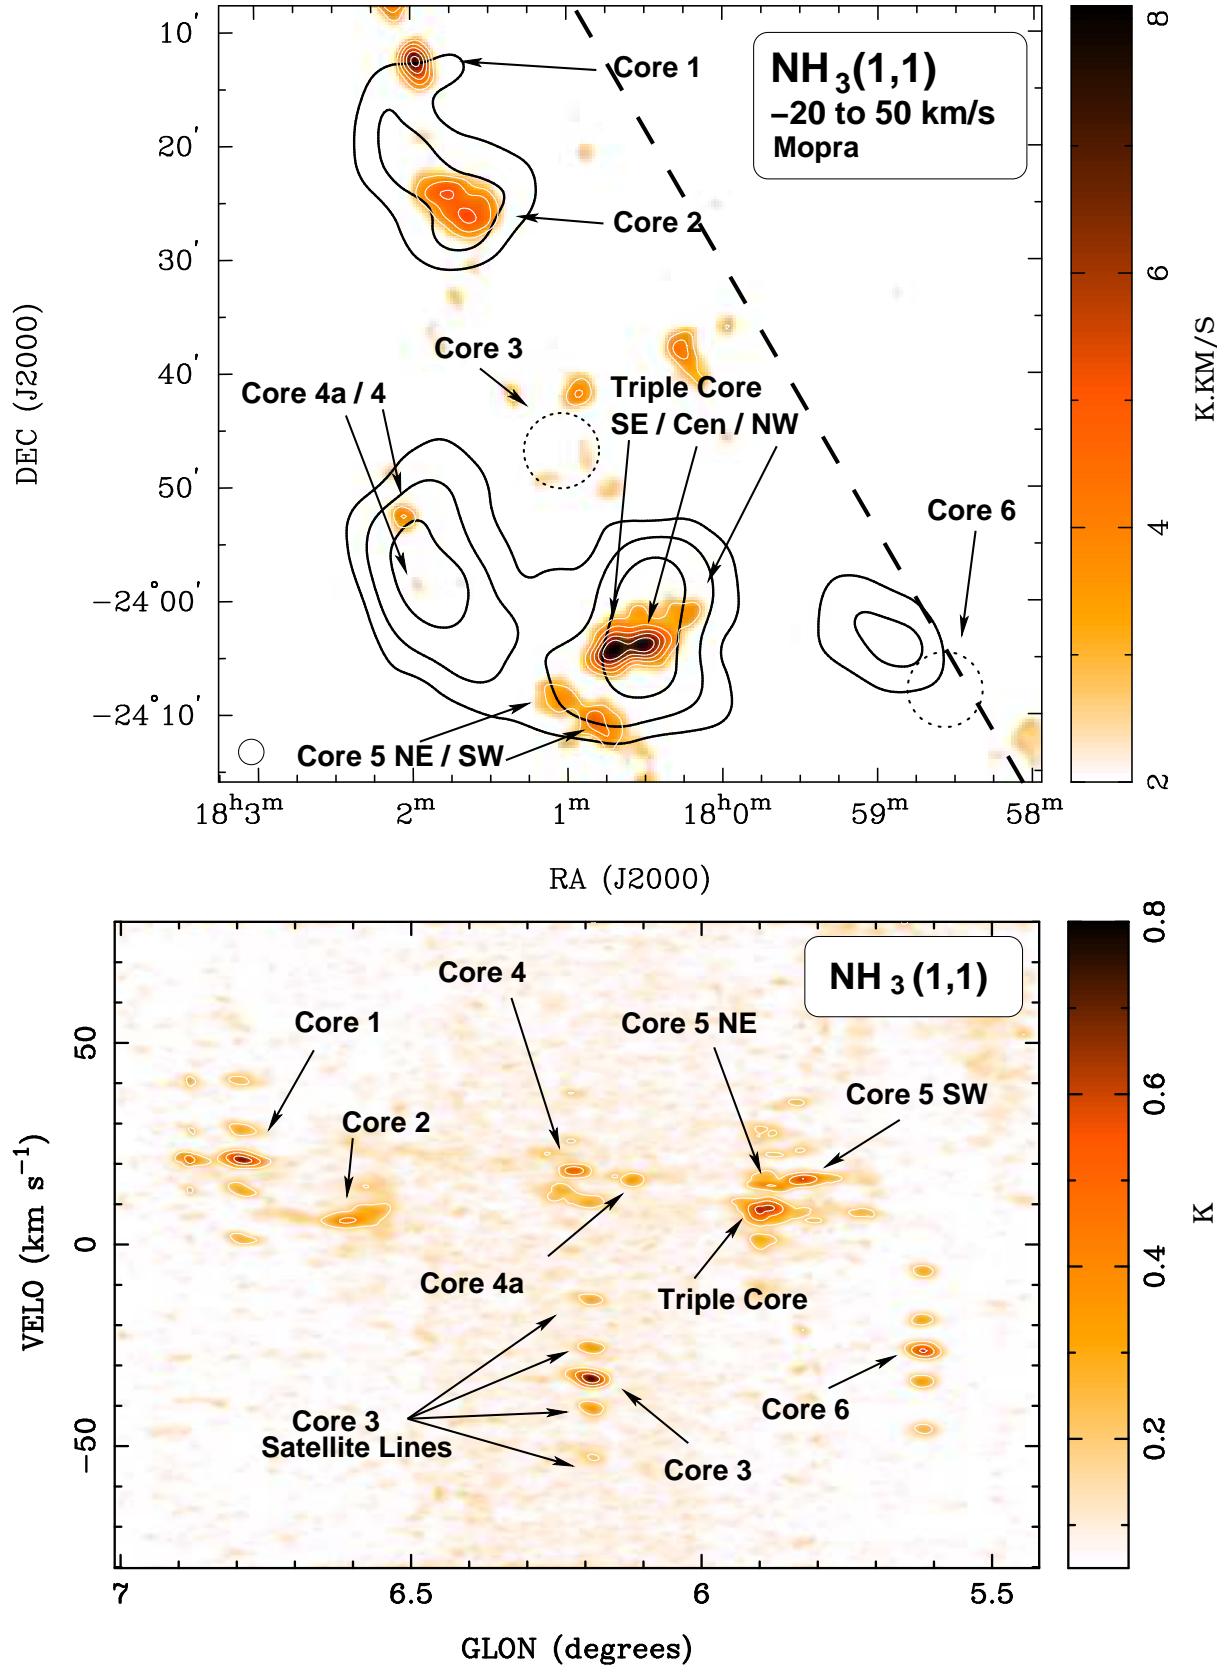 NH₃(1,1)
−20 to 50 km/s
Mopra
Core 1
Core 2
Core 3
Core 4a / 4
Triple Core
SE / Cen / NW
Core 6
Core 5 NE / SW
10′
20′
30′
40′
50′
−24°00′
−24°10′
DEC (J2000)
18ʰ3ᵐ
2ᵐ
1ᵐ
18ʰ0ᵐ
59ᵐ
58ᵐ
RA (J2000)
8
6
4
2
K.KM/S
NH₃(1,1)
Core 4
Core 1
Core 5 NE
Core 2
Core 5 SW
Core 4a
Triple Core
Core 3
Satellite Lines
Core 6
Core 3
50
0
−50
VELO (km s⁻¹)
7
6.5
6
5.5
GLON (degrees)
0.8
0.6
0.4
0.2
K